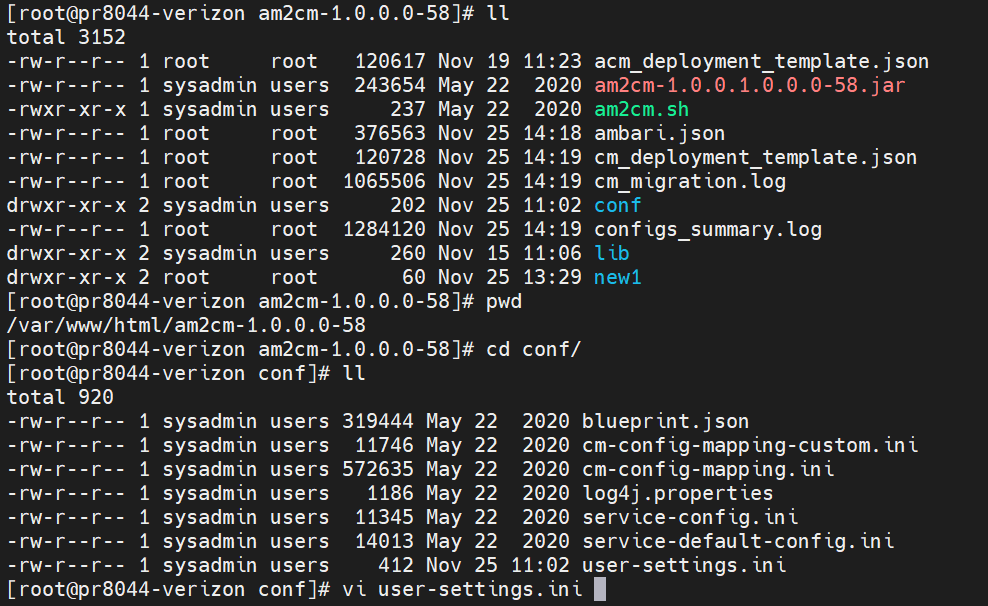 [root@pr8044-verizon am2cm-1.0.0.0-58]# ll
total 3152
-rw-r--r-- 1 root     root   120617 Nov 19 11:23 acm_deployment_template.json
-rw-r--r-- 1 sysadmin users  243654 May 22  2020 am2cm-1.0.0.1.0.0.0-58.jar
-rwxr-xr-x 1 sysadmin users     237 May 22  2020 am2cm.sh
-rw-r--r-- 1 root     root   376563 Nov 25 14:18 ambari.json
-rw-r--r-- 1 root     root   120728 Nov 25 14:19 cm_deployment_template.json
-rw-r--r-- 1 root     root  1065506 Nov 25 14:19 cm_migration.log
drwxr-xr-x 2 sysadmin users     202 Nov 25 11:02 conf
-rw-r--r-- 1 root     root  1284120 Nov 25 14:19 configs_summary.log
drwxr-xr-x 2 sysadmin users     260 Nov 15 11:06 lib
drwxr-xr-x 2 root     root       60 Nov 25 13:29 new1
[root@pr8044-verizon am2cm-1.0.0.0-58]# pwd
/var/www/html/am2cm-1.0.0.0-58
[root@pr8044-verizon am2cm-1.0.0.0-58]# cd conf/
[root@pr8044-verizon conf]# ll
total 920
-rw-r--r-- 1 sysadmin users 319444 May 22  2020 blueprint.json
-rw-r--r-- 1 sysadmin users  11746 May 22  2020 cm-config-mapping-custom.ini
-rw-r--r-- 1 sysadmin users 572635 May 22  2020 cm-config-mapping.ini
-rw-r--r-- 1 sysadmin users   1186 May 22  2020 log4j.properties
-rw-r--r-- 1 sysadmin users  11345 May 22  2020 service-config.ini
-rw-r--r-- 1 sysadmin users  14013 May 22  2020 service-default-config.ini
-rw-r--r-- 1 sysadmin users    412 Nov 25 11:02 user-settings.ini
[root@pr8044-verizon conf]# vi user-settings.ini